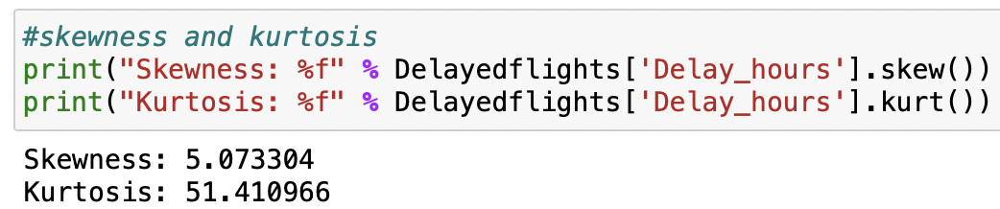 #skewness and kurtosis
print("Skewness: %f" % Delayedflights['Delay_hours'].skew())
print("Kurtosis: %f" % Delayedflights['Delay_hours'].kurt())
Skewness: 5.073304
Kurtosis: 51.410966